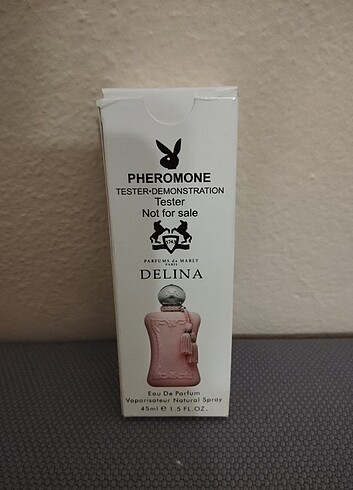 PHEROMONE
TESTER•DEMONSTRATION
Tester
Not for sale
PARFUMS de MARLY
PARIS
DELINA
Eau De Parfum
Vaporisateur Natural Spray
45ml e 1.5 FL.OZ.